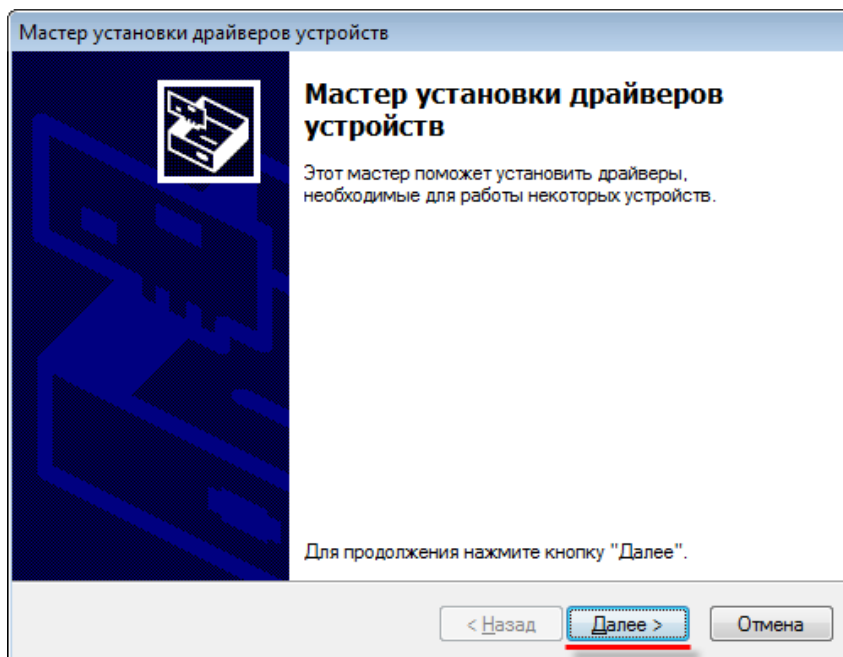 Мастер установки драйверов устройств
Мастер установки драйверов
устройств
Этот мастер поможет установить драйверы,
необходимые для работы некоторых устройств.
Для продолжения нажмите кнопку "Далее".
< Назад
Далее >
Отмена